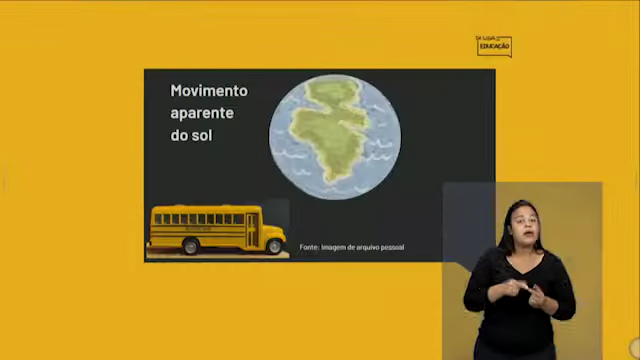 EDUCAÇÃO
Movimento
aparente
do sol
Fonte: Imagem de arquivo pessoal